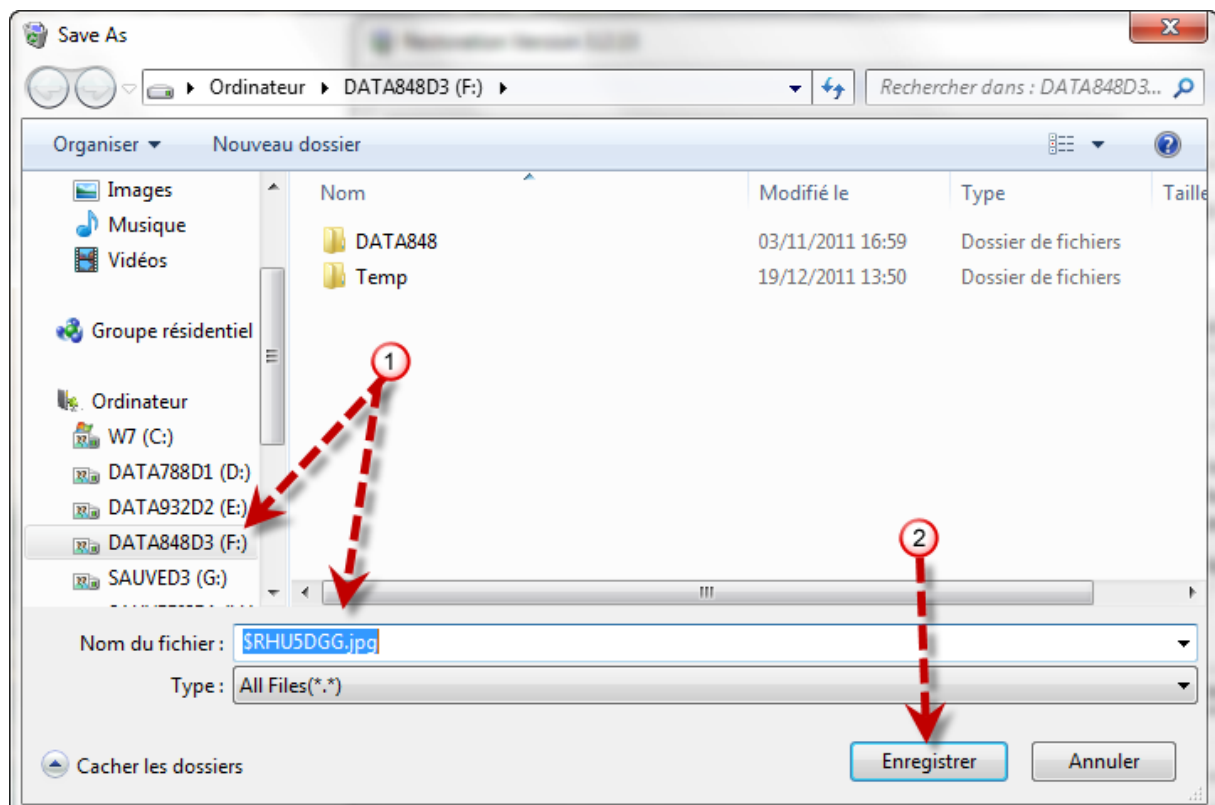 Save As
Ordinateur DATA848D3 (F:)
Rechercher dans : DATA848D3...
Organiser Nouveau dossier
Images
Musique
Vidéos
Groupe résidentiel
Ordinateur
W7 (C:)
DATA788D1 (D:)
DATA932D2 (E:)
DATA848D3 (F:)
SAUVED3 (G:)
Nom Modifié le Type Taille
DATA848 03/11/2011 16:59 Dossier de fichiers
Temp 19/12/2011 13:50 Dossier de fichiers
1
2
Nom du fichier : $RHU5DGG.jpg
Type : All Files(*.*)
Cacher les dossiers
Enregistrer Annuler